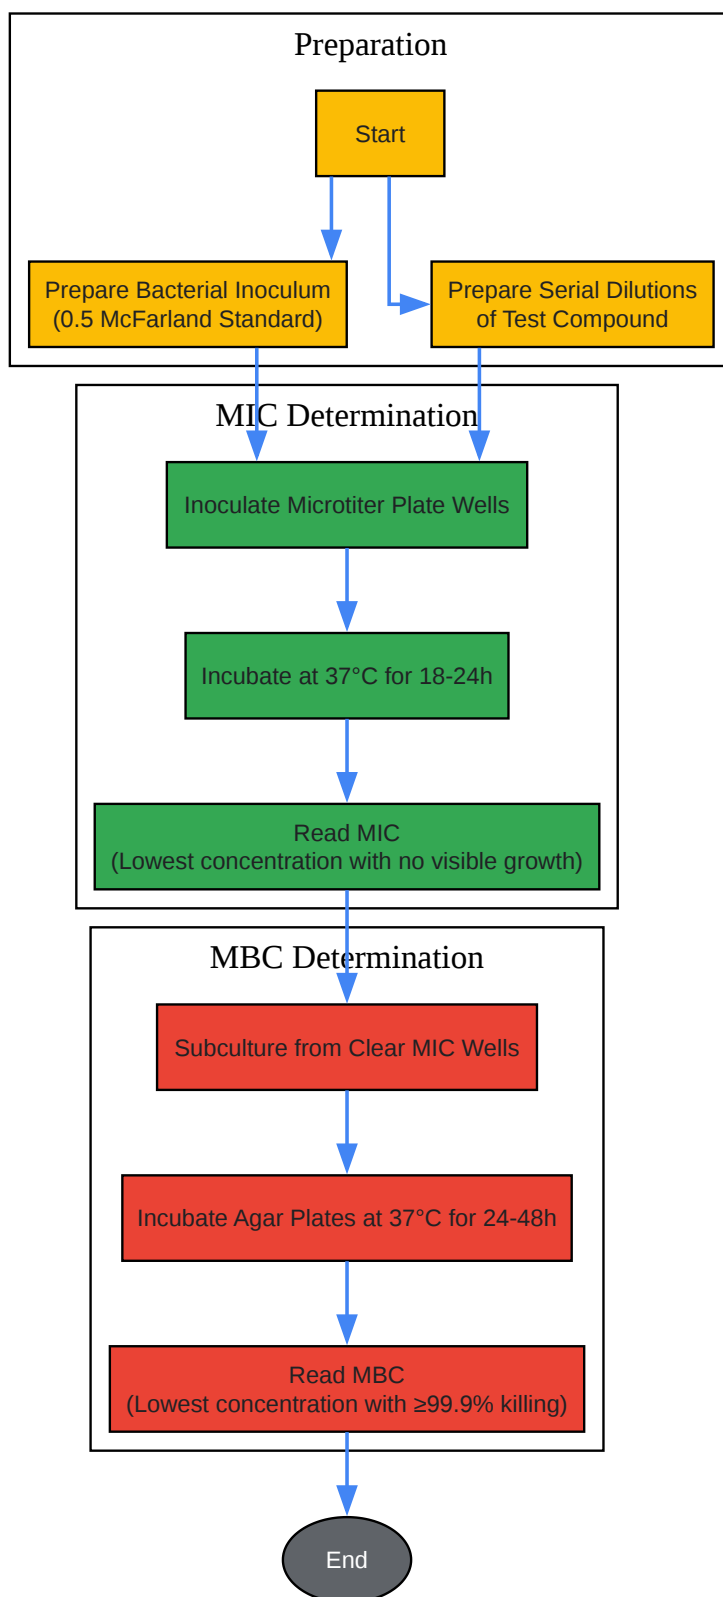 Preparation
Start
Prepare Bacterial Inoculum
(0.5 McFarland Standard)
Prepare Serial Dilutions
of Test Compound
MIC Determination
Inoculate Microtiter Plate Wells
Incubate at 37°C for 18-24h
Read MIC
(Lowest concentration with no visible growth)
MBC Determination
Subculture from Clear MIC Wells
Incubate Agar Plates at 37°C for 24-48h
Read MBC
(Lowest concentration with ≥99.9% killing)
End